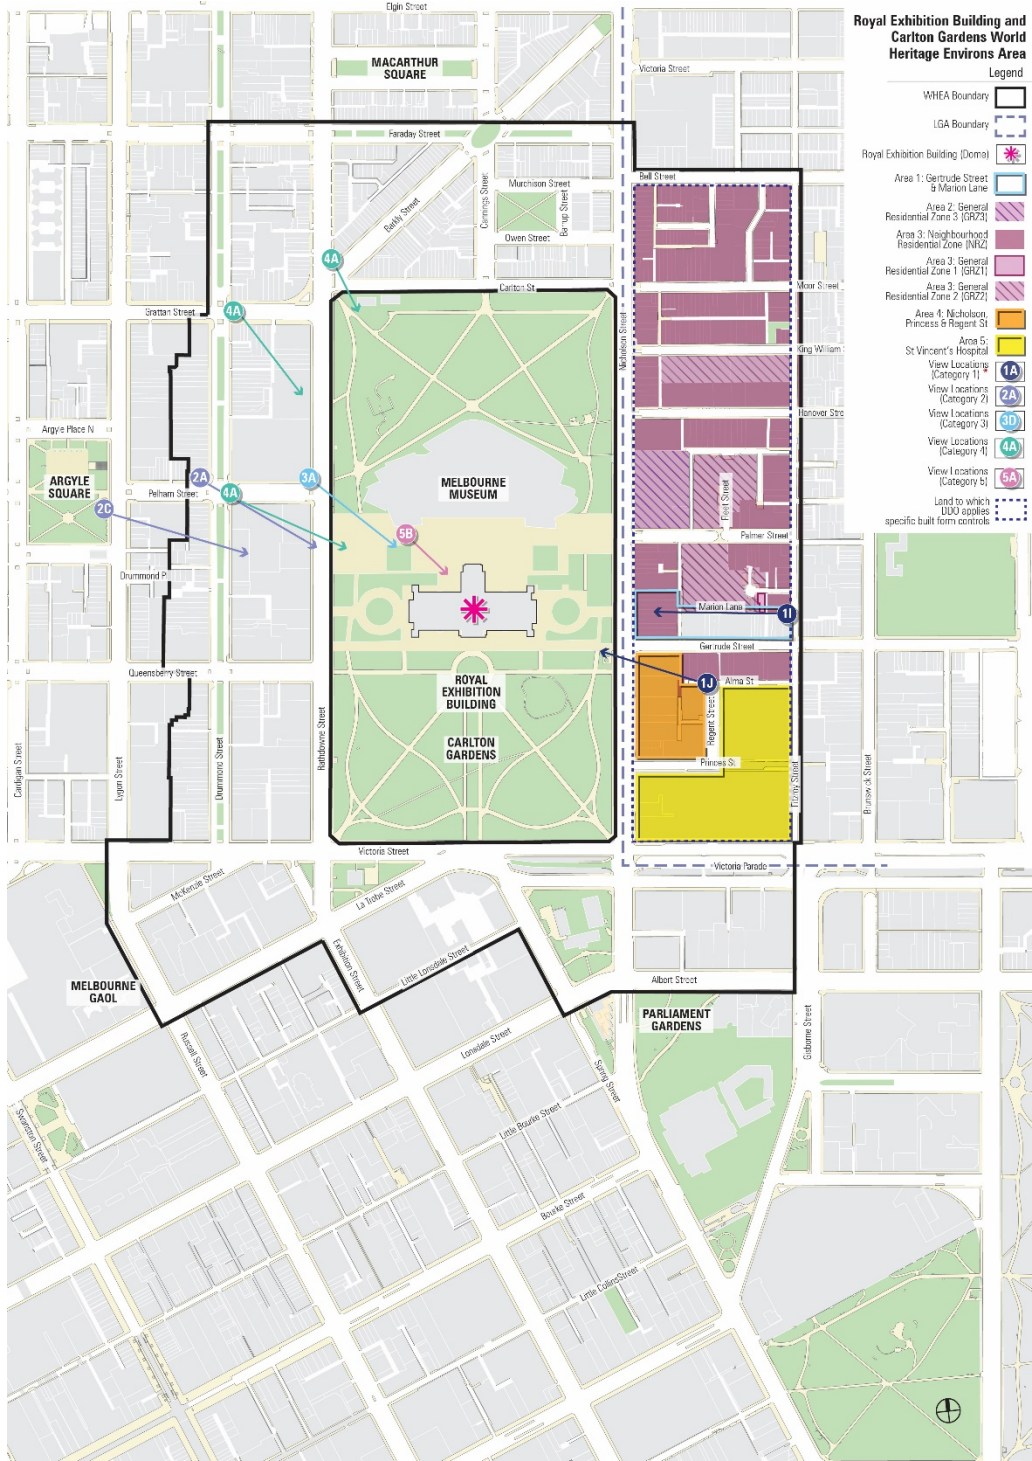 Elgin Street
Royal Exhibition Building and
Carlton Gardens World
Heritage Environs Area
Legend
WHEA Boundary
LGA Boundary
Royal Exhibition Building (Dome)
Area 1: Gertrude Street
& Marion Lane
Area 2: General
Residential Zone 3 (GRZ3)
Area 3: Neighbourhood
Residential Zone (NRZ)
Area 3: General
Residential Zone 1 (GRZ1)
Area 3: General
Residential Zone 2 (GRZ2)
Area 4: Nicholson,
Princess & Regent St
Area 5:
St Vincent's Hospital
View Locations
(Category 1) *
1A
View Locations
(Category 2)
2A
View Locations
(Category 3)
3D
View Locations
(Category 4)
4A
View Locations
(Category 5)
5A
Land to which
DDO applies
specific built form controls
MACARTHUR
SQUARE
Victoria Street
Faraday Street
Bell Street
Murchison Street
Barkly Street
Cannings Street
Barrup Street
Owen Street
4A
Carlton St
Moor Street
Grattan Street
4A
Nicholson Street
King William S
Hanover Stre
Argyle Place N
ARGYLE
SQUARE
2A
Pelham Street
4A
3A
2C
MELBOURNE
MUSEUM
5B
Fleet Street
Palmer Street
Drummond P
Marion Lane
1I
Gertrude Street
Queensberry Street
ROYAL
EXHIBITION
BUILDING
1J
Alma St
Regent Street
CARLTON
GARDENS
Princes St
Cardigan Street
Lygon Street
Drummond Street
Rathdowne Street
Fitzroy Street
Brunswick Street
Victoria Street
Victoria Parade
McKenzie Street
La Trobe Street
Exhibition Street
Little Lonsdale Street
MELBOURNE
GAOL
Albert Street
PARLIAMENT
GARDENS
Russell Street
Lonsdale Street
Spring Street
Gisborne Street
Swanston Street
Little Bourke Street
Bourke Street
Little Collins Street